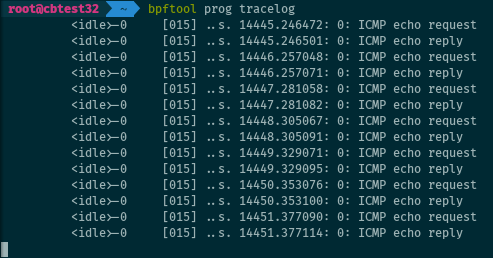 root@cbtest32 ~ bpftool prog tracelog
<idle>-0 [015] ..s. 14445.246472: 0: ICMP echo request
<idle>-0 [015] ..s. 14445.246501: 0: ICMP echo reply
<idle>-0 [015] ..s. 14446.257048: 0: ICMP echo request
<idle>-0 [015] ..s. 14446.257071: 0: ICMP echo reply
<idle>-0 [015] ..s. 14447.281058: 0: ICMP echo request
<idle>-0 [015] ..s. 14447.281082: 0: ICMP echo reply
<idle>-0 [015] ..s. 14448.305067: 0: ICMP echo request
<idle>-0 [015] ..s. 14448.305091: 0: ICMP echo reply
<idle>-0 [015] ..s. 14449.329071: 0: ICMP echo request
<idle>-0 [015] ..s. 14449.329095: 0: ICMP echo reply
<idle>-0 [015] ..s. 14450.353076: 0: ICMP echo request
<idle>-0 [015] ..s. 14450.353100: 0: ICMP echo reply
<idle>-0 [015] ..s. 14451.377090: 0: ICMP echo request
<idle>-0 [015] ..s. 14451.377114: 0: ICMP echo reply